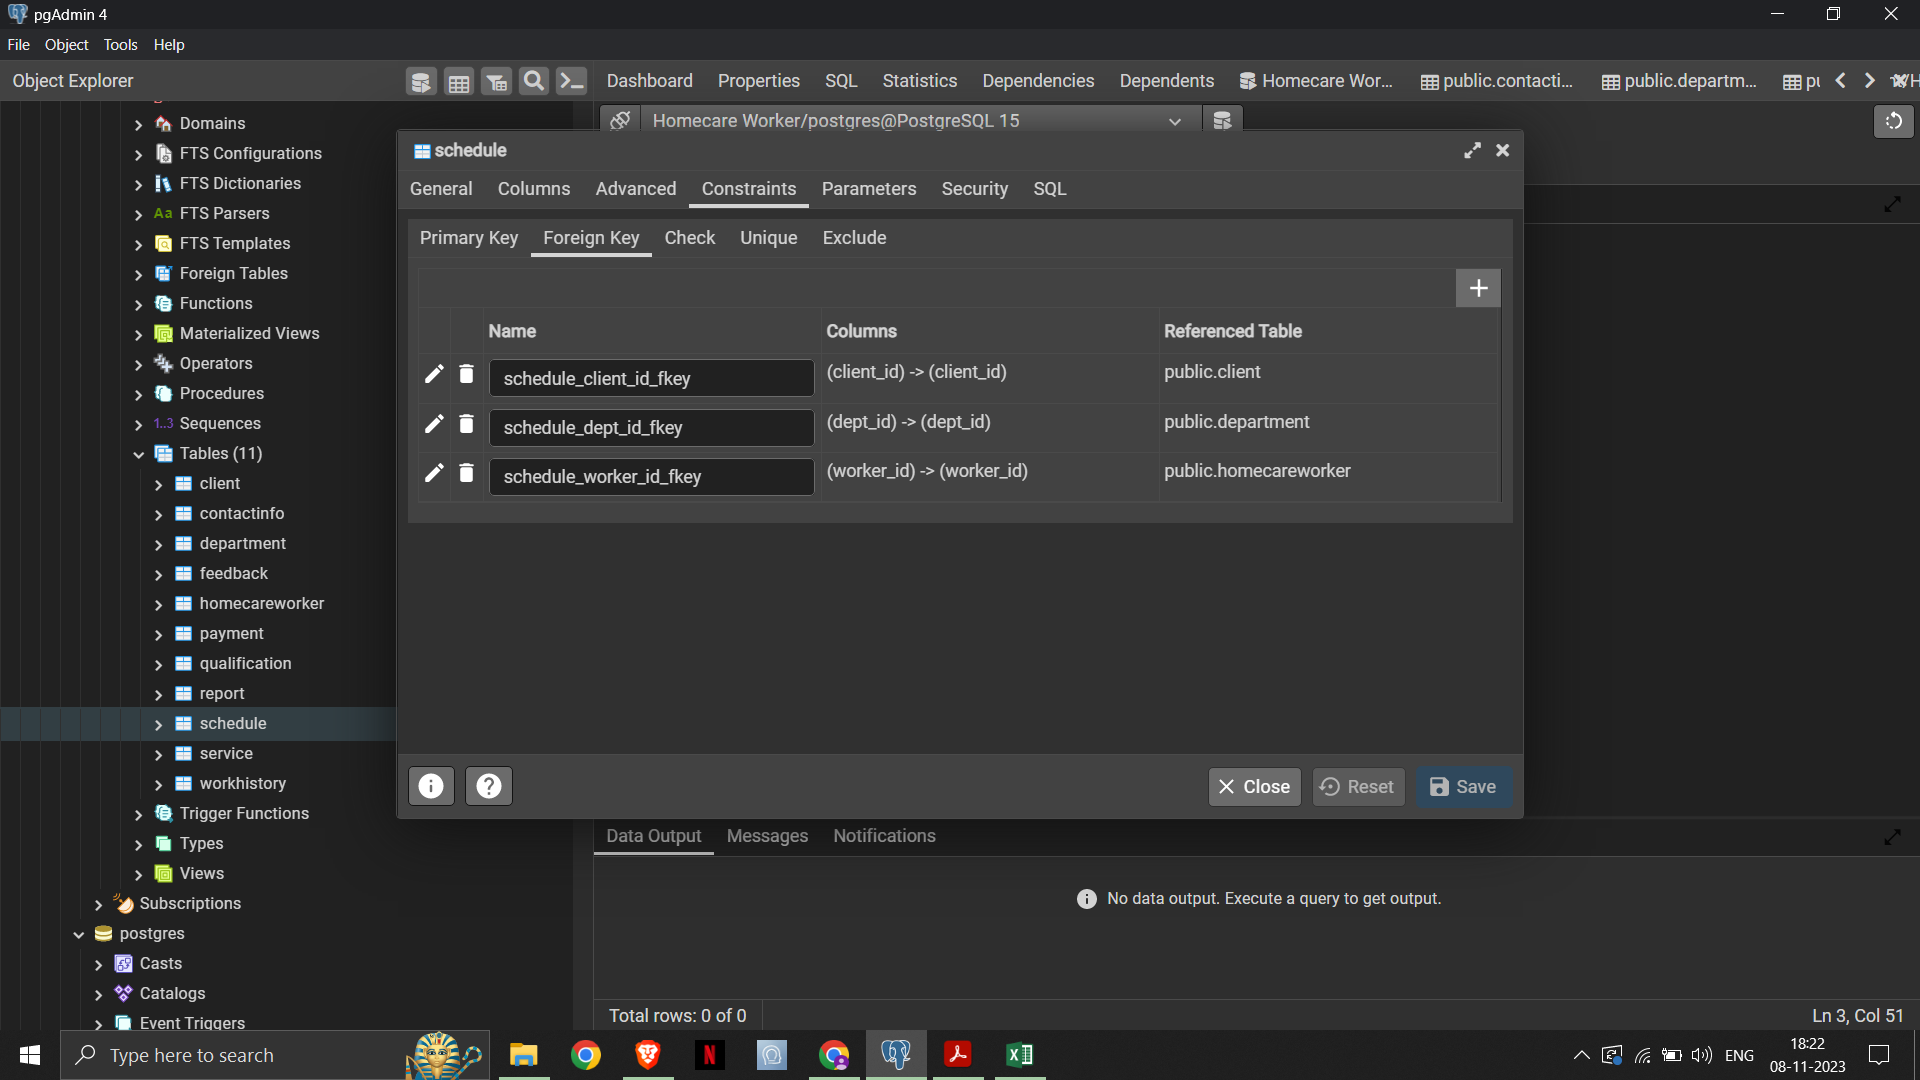 pgAdmin 4
File Object Tools Help
Object Explorer
Dashboard Properties SQL Statistics Dependencies Dependents Homecare Wor... public.contacti... public.departm...
Homecare Worker/postgres@PostgreSQL 15
Domains
FTS Configurations
FTS Dictionaries
Aa FTS Parsers
FTS Templates
Foreign Tables
Functions
Materialized Views
Operators
Procedures
1..3 Sequences
Tables (11)
client
contactinfo
department
feedback
homecareworker
payment
qualification
report
schedule
service
workhistory
Trigger Functions
Types
Views
Subscriptions
postgres
Casts
Catalogs
Event Triggers
schedule
General Columns Advanced Constraints Parameters Security SQL
Primary Key Foreign Key Check Unique Exclude
Name Columns Referenced Table
schedule_client_id_fkey (client_id) -> (client_id) public.client
schedule_dept_id_fkey (dept_id) -> (dept_id) public.department
schedule_worker_id_fkey (worker_id) -> (worker_id) public.homecareworker
Close Reset Save
Data Output Messages Notifications
No data output. Execute a query to get output.
Total rows: 0 of 0
Ln 3, Col 51
Type here to search
ENG
18:22
08-11-2023